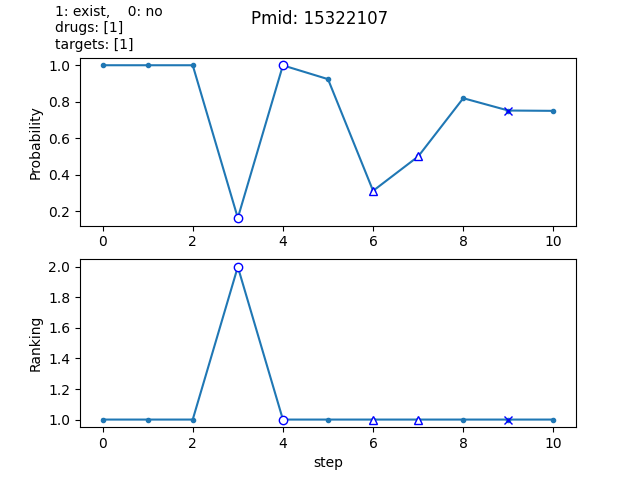 1: exist,    0: no
Pmid: 15322107
drugs: [1]
targets: [1]
1.0
0.8
0.6
0.4
0.2
Probability
0 2 4 6 8 10
2.0
1.8
1.6
1.4
1.2
1.0
Ranking
0 2 4 6 8 10
step